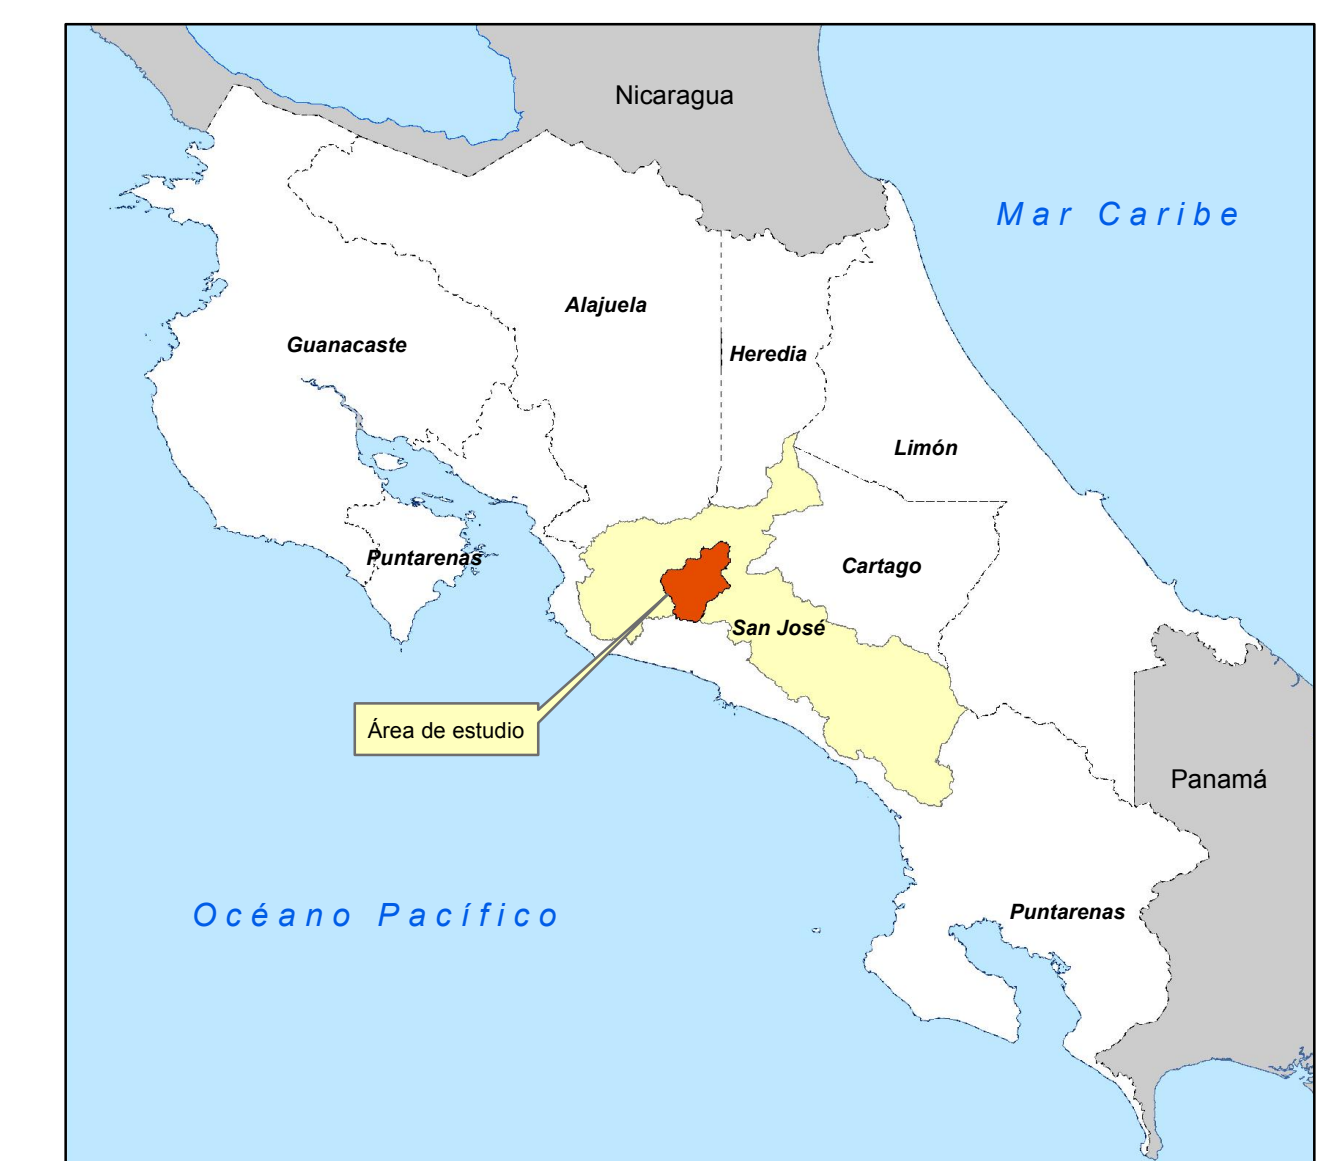 Nicaragua
Mar Caribe
Alajuela
Guanacaste
Heredia
Limón
Puntarenas
Cartago
San José
Área de estudio
Panamá
Océano Pacífico
Puntarenas